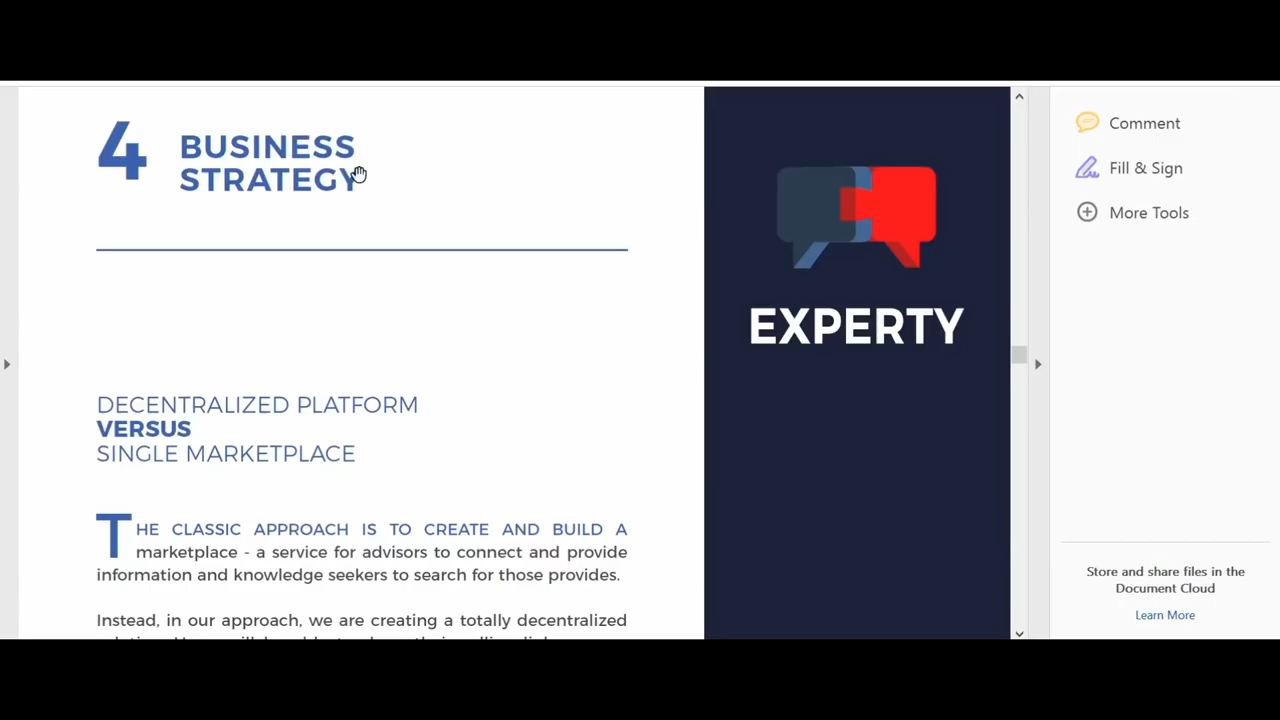 4 BUSINESS
STRATEGY
DECENTRALIZED PLATFORM
VERSUS
SINGLE MARKETPLACE
THE CLASSIC APPROACH IS TO CREATE AND BUILD A
marketplace - a service for advisors to connect and provide
information and knowledge seekers to search for those provides.
Instead, in our approach, we are creating a totally decentralized
EXPERTY
Comment
Fill & Sign
More Tools
Store and share files in the
Document Cloud
Learn More